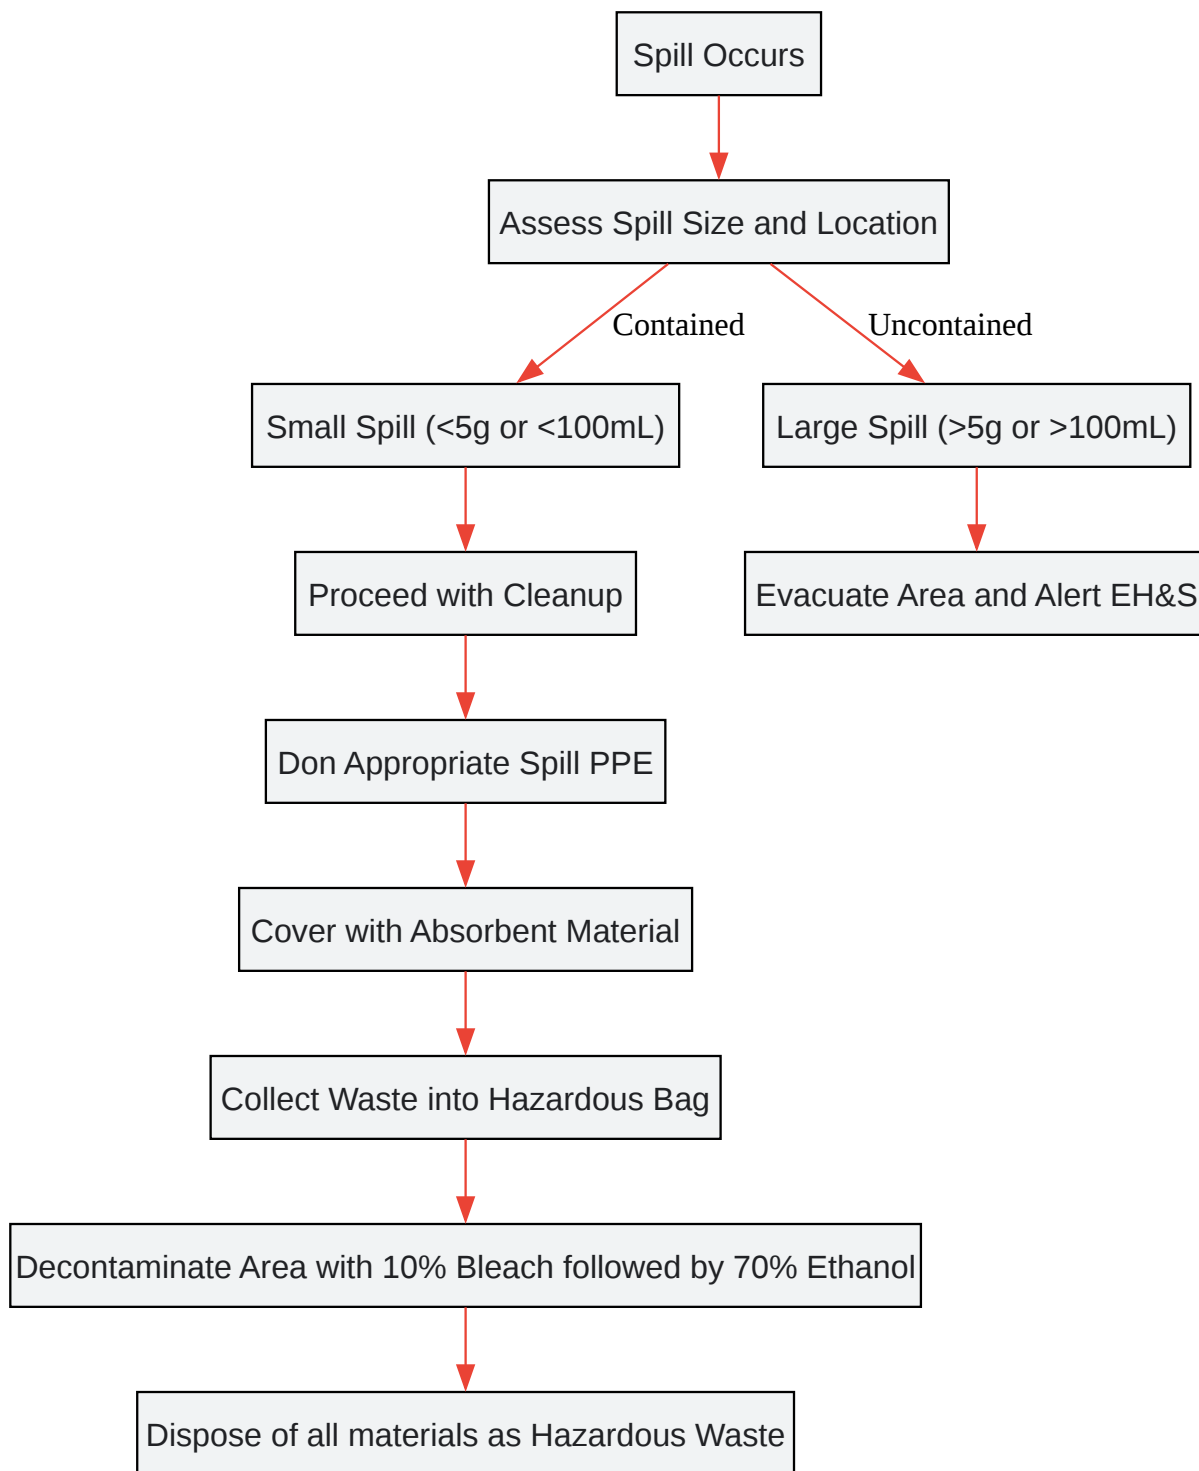 Spill Occurs
Assess Spill Size and Location
Contained
Uncontained
Small Spill (<5g or <100mL)
Large Spill (>5g or >100mL)
Proceed with Cleanup
Evacuate Area and Alert EH&S
Don Appropriate Spill PPE
Cover with Absorbent Material
Collect Waste into Hazardous Bag
Decontaminate Area with 10% Bleach followed by 70% Ethanol
Dispose of all materials as Hazardous Waste